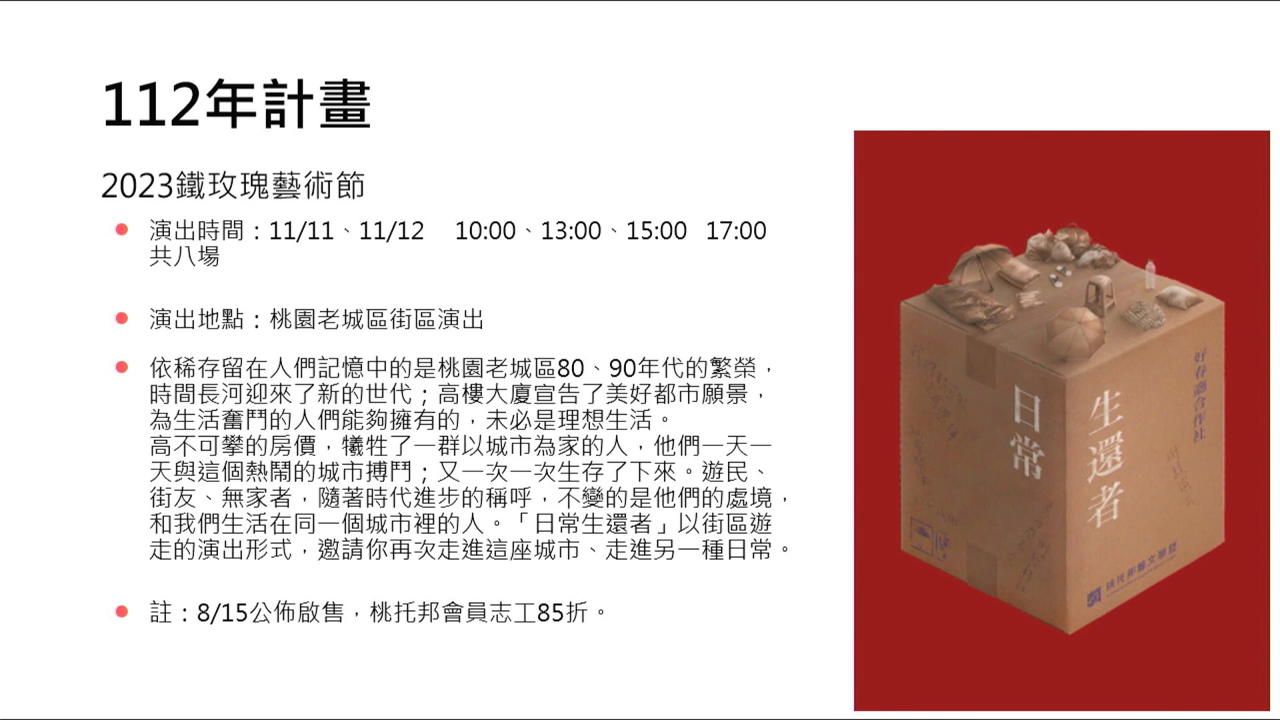 112年計畫
2023鐵玫瑰藝術節
演出時間：11/11、11/12 10:00、13:00、15:00 17:00
共八場
演出地點：桃園老城區街區演出
依稀存留在人們記憶中的是桃園老城區80、90年代的繁榮，
時間長河迎來了新的世代；高樓大廈宣告了美好都市願景，
為生活奮鬥的人們能夠擁有的，未必是理想生活。
高不可攀的房價，犧牲了一群以城市為家的人，他們一天一
天與這個熱鬧的城市搏鬥；又一次一次生存了下來。遊民、
街友、無家者，隨著時代進步的稱呼，不變的是他們的處境，
和我們生活在同一個城市裡的人。「日常生還者」以街區遊
走的演出形式，邀請你再次走進這座城市、走進另一種日常。
註：8/15公佈啟售，桃托邦會員志工85折。
日常
生還者